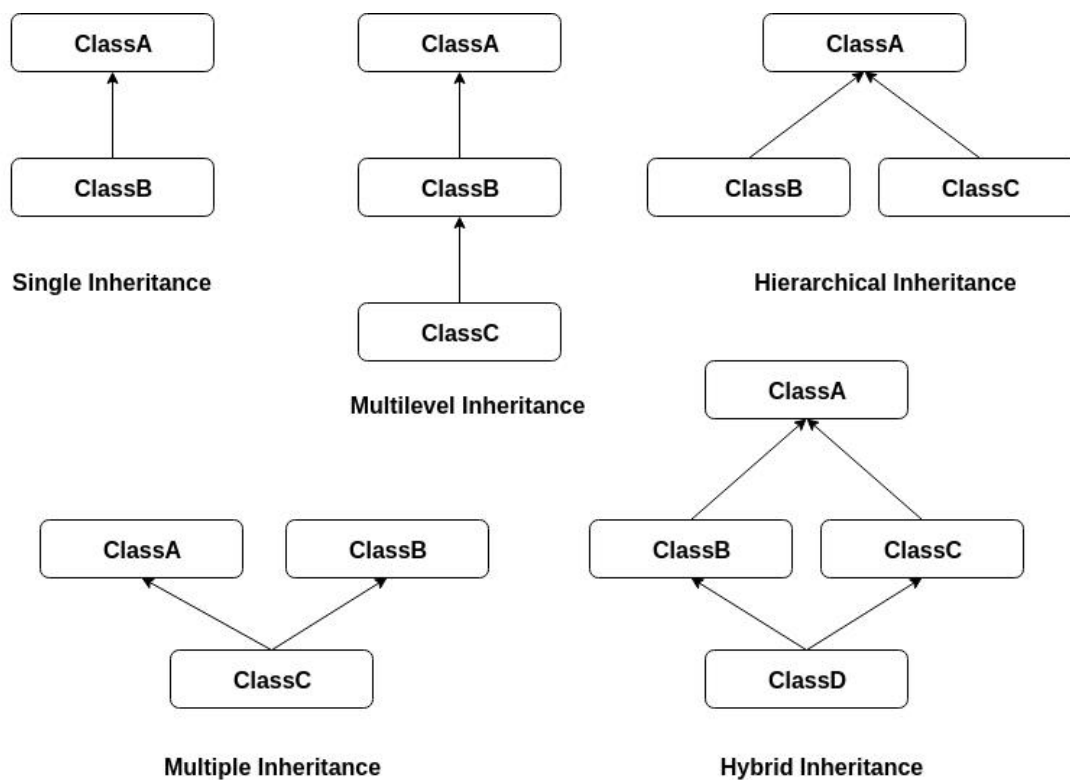 ClassA
ClassB
Single Inheritance
ClassA
ClassB
ClassC
Multilevel Inheritance
ClassA
ClassB
ClassC
Hierarchical Inheritance
ClassA
ClassB
ClassC
Multiple Inheritance
ClassA
ClassB
ClassC
ClassD
Hybrid Inheritance